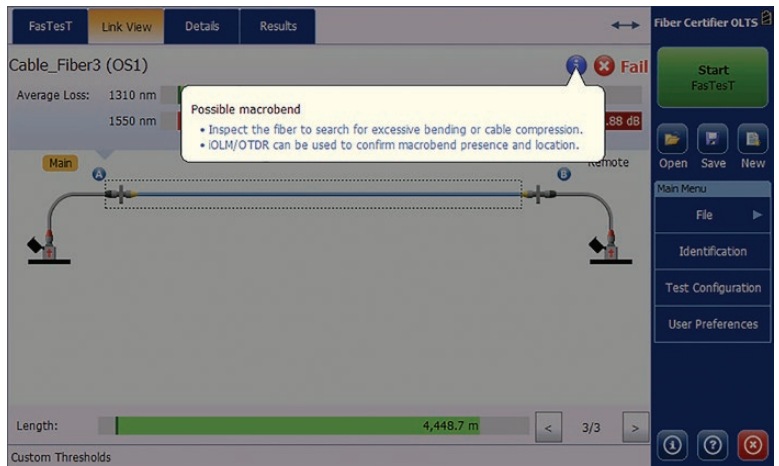 FasTesT
Link View
Details
Results
Fiber Certifier OLTS
Cable_Fiber3 (OS1)
Fail
Average Loss:
1310 nm
1550 nm
.88 dB
Possible macrobend
• Inspect the fiber to search for excessive bending or cable compression.
• iOLM/OTDR can be used to confirm macrobend presence and location.
Start
FasTesT
Open
Save
New
Main
A
B
Remote
Main Menu
File
Identification
Test Configuration
User Preferences
Length:
4,448.7 m
<
3/3
>
Custom Thresholds